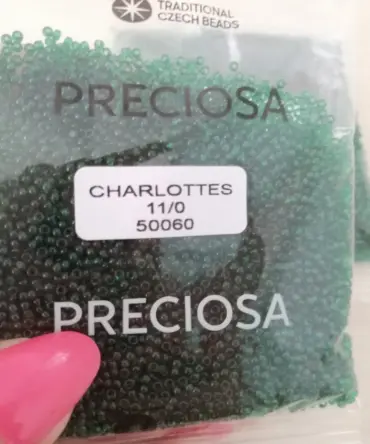 TRADITIONAL
CZECH BEADS
PRECIOSA
CHARLOTTES
11/0
50060
PRECIOSA